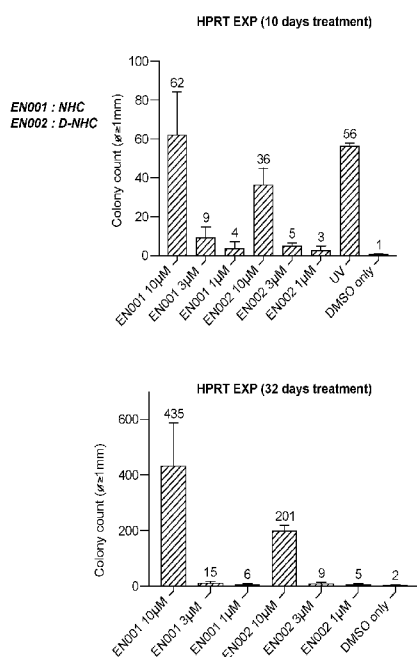 HPRT EXP (10 days treatment)
EN001 : NHC
EN002 : D-NHC
Colony count (ø≥1mm)
100
80
60
40
20
0
62
9
4
36
5
3
56
1
EN001 10µM
EN001 3µM
EN001 1µM
EN002 10µM
EN002 3µM
EN002 1µM
UV
DMSO only
HPRT EXP (32 days treatment)
Colony count (ø≥1mm)
600
400
200
0
435
15
6
201
9
5
2
EN001 10µM
EN001 3µM
EN001 1µM
EN002 10µM
EN002 3µM
EN002 1µM
DMSO only